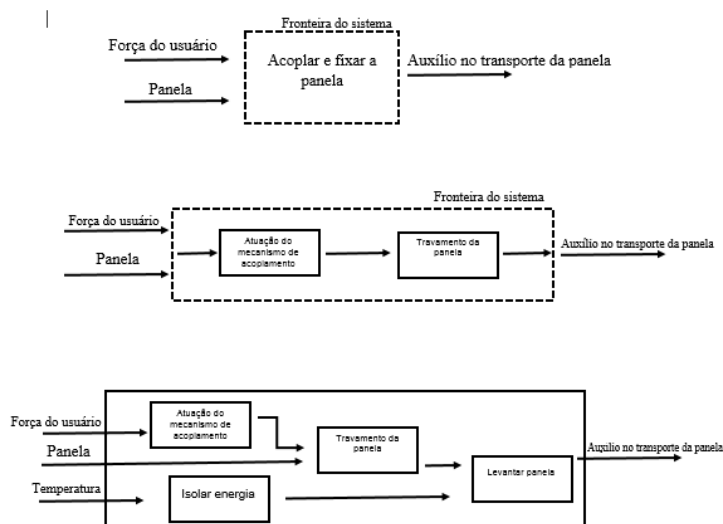 Fronteira do sistema
Força do usuário
Acoplar e fixar a
panela
Auxílio no transporte da panela
Panela
Fronteira do sistema
Força do usuário
Atuação do
mecanismo de
acoplamento
Travamento da
panela
Auxílio no transporte da panela
Panela
Força do usuário
Atuação do
mecanismo de
acoplamento
Travamento da
panela
Auxílio no transporte da panela
Panela
Levantar panela
Temperatura
Isolar energia